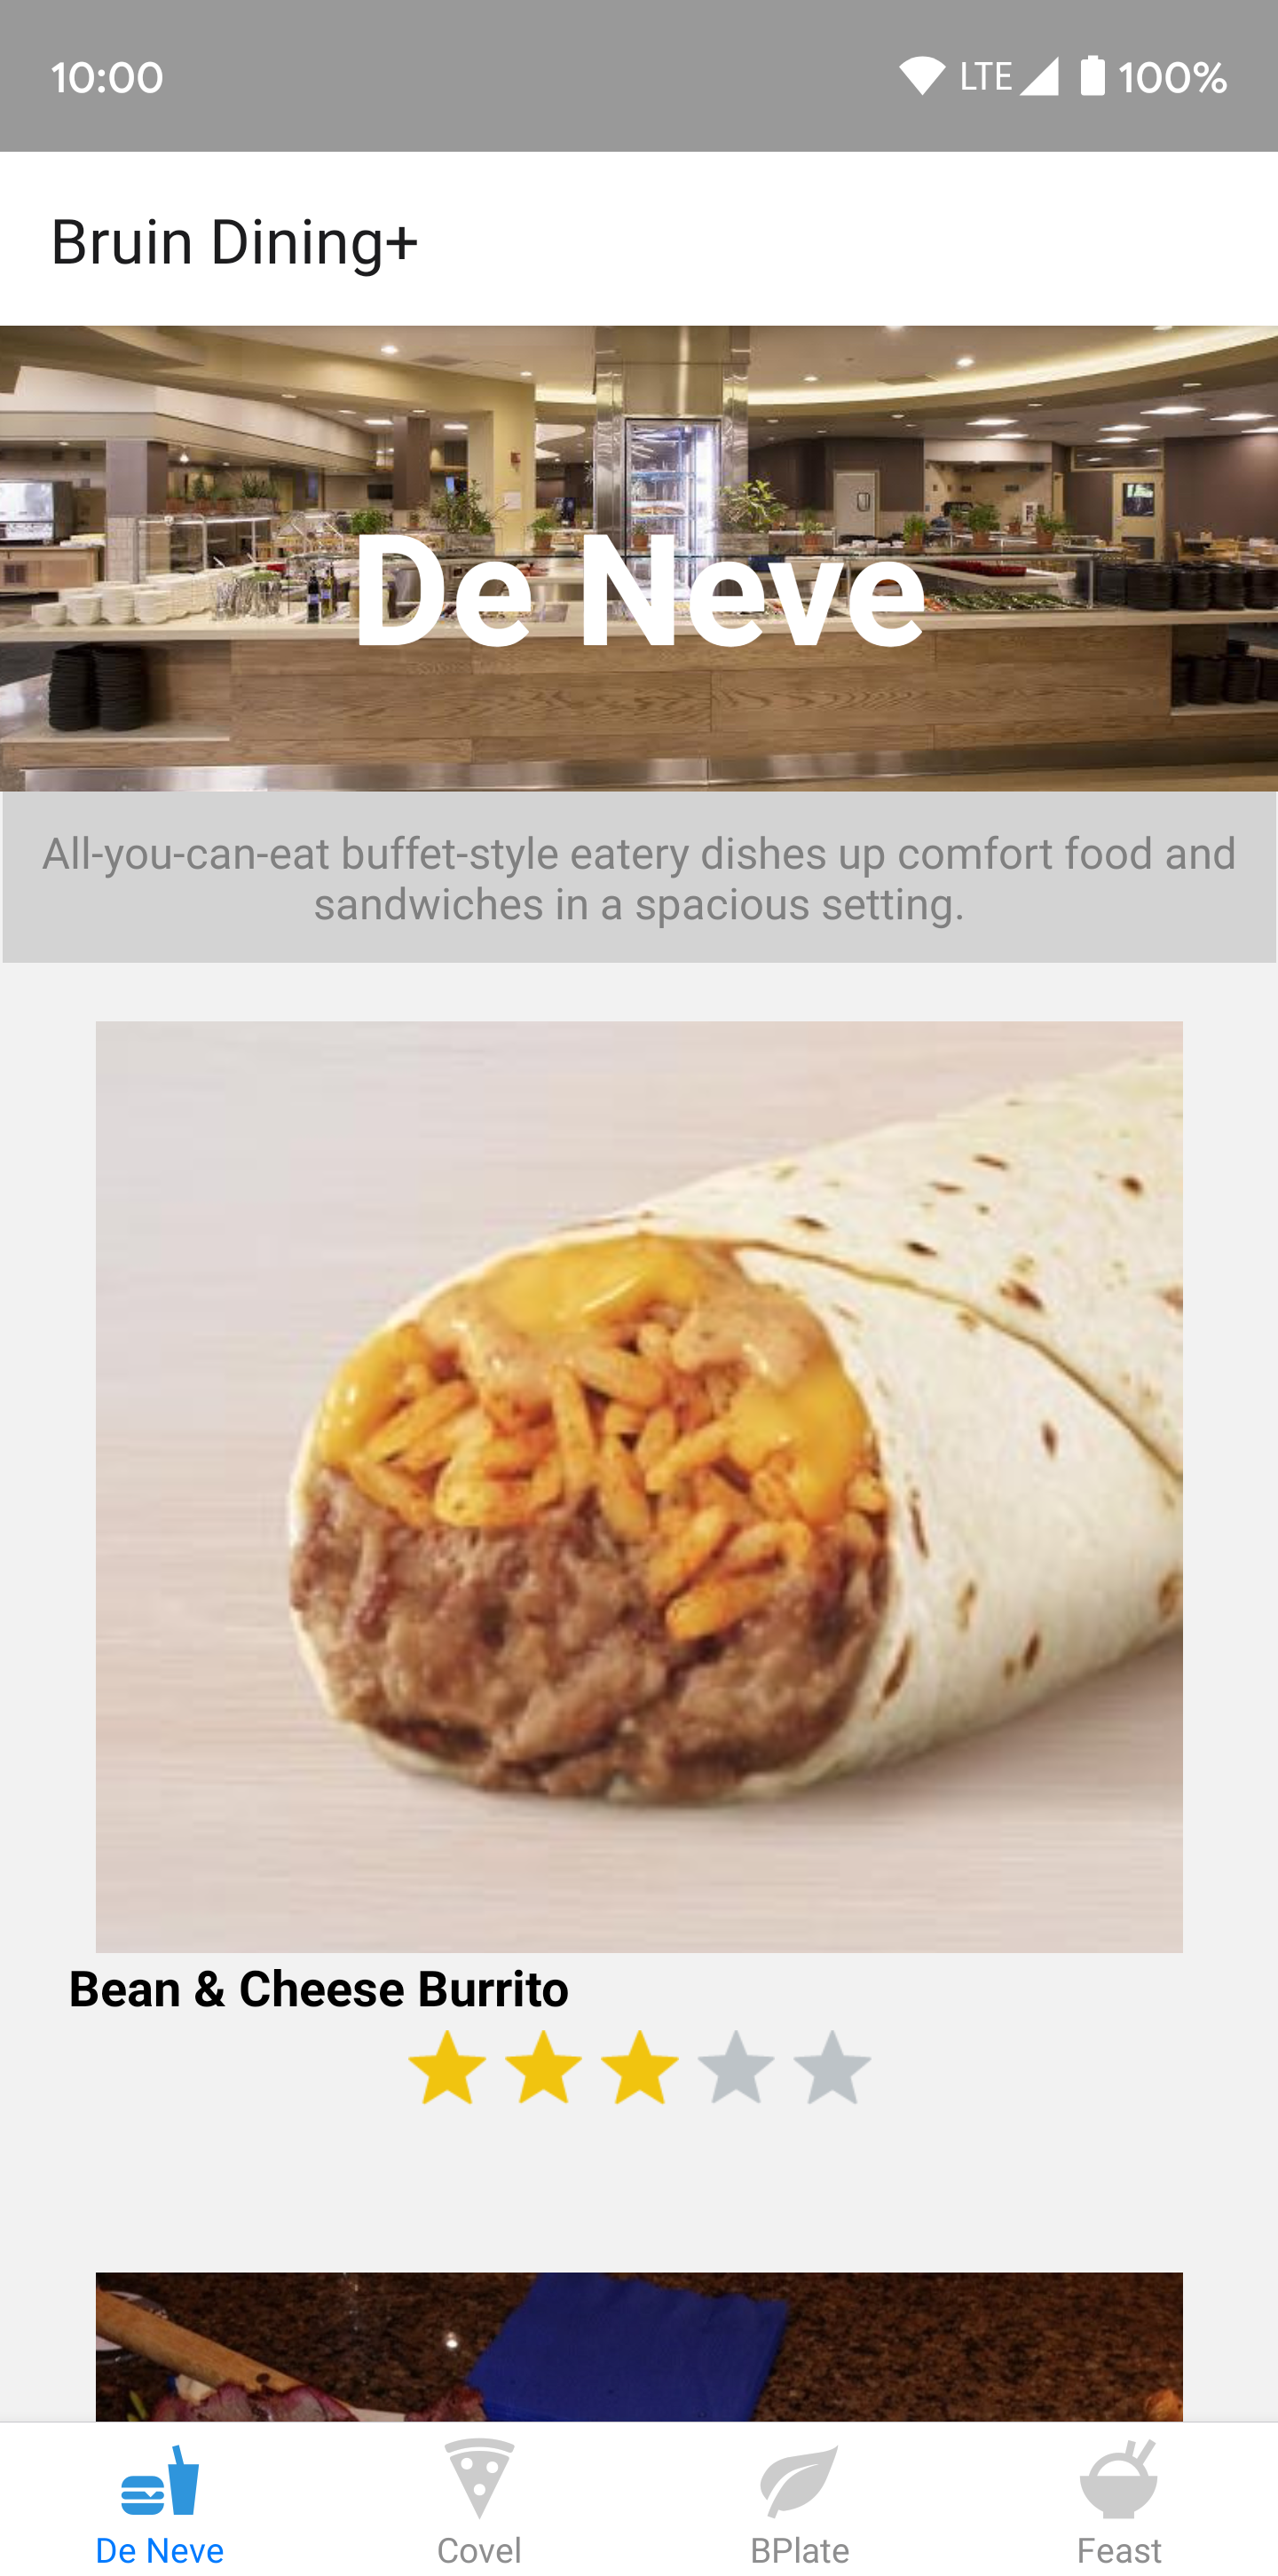 10:00
LTE 100%
Bruin Dining+
De Neve
All-you-can-eat buffet-style eatery dishes up comfort food and
sandwiches in a spacious setting.
Bean & Cheese Burrito
De Neve
Covel
BPlate
Feast